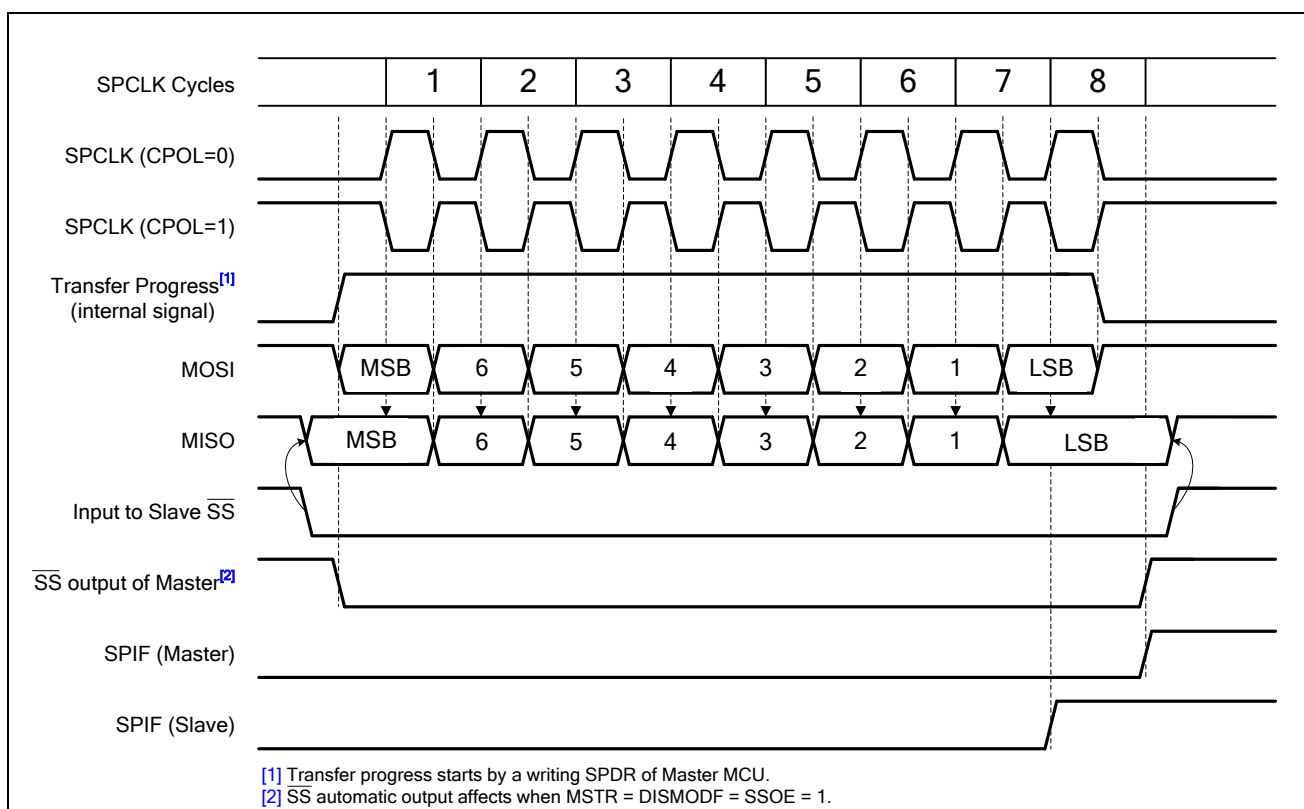 SPCLK Cycles 1 2 3 4 5 6 7 8
SPCLK (CPOL=0)
SPCLK (CPOL=1)
Transfer Progress[1]
(internal signal)
MOSI MSB 6 5 4 3 2 1 LSB
MISO MSB 6 5 4 3 2 1 LSB
Input to Slave S̅S̅
S̅S̅ output of Master[2]
SPIF (Master)
SPIF (Slave)
[1] Transfer progress starts by a writing SPDR of Master MCU.
[2] S̅S̅ automatic output affects when MSTR = DISMODF = SSOE = 1.